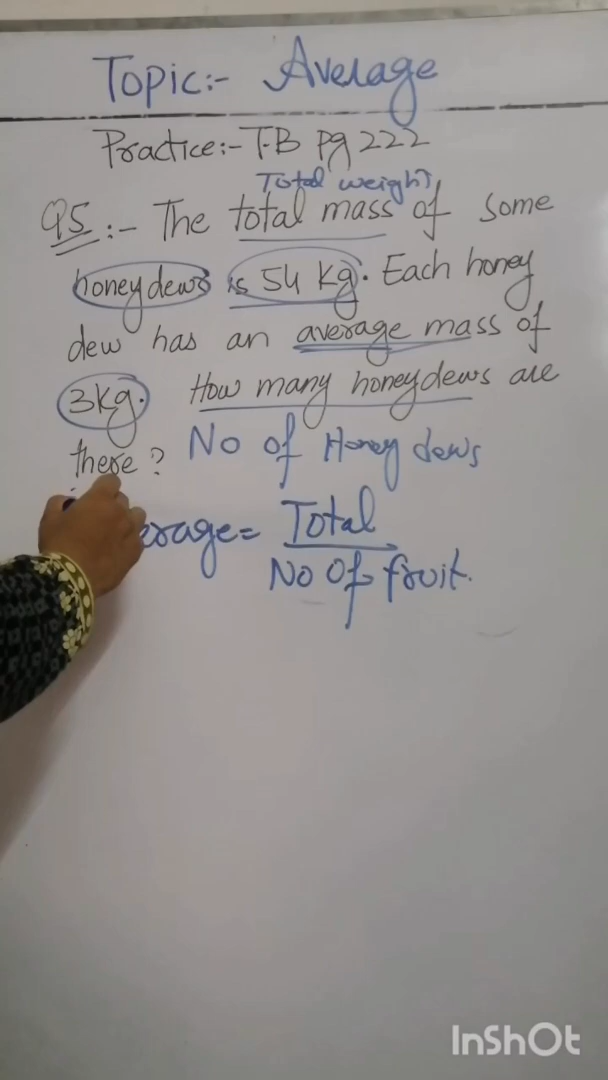 Topic:- Average
Practice:- T.B Pg 222
Total weight
Q5:- The total mass of some
honeydews is 54 kg. Each honey
dew has an average mass of
3kg. How many honeydews are
there? No of Honey dews
erage = Total
No Of fruit.
InShOt